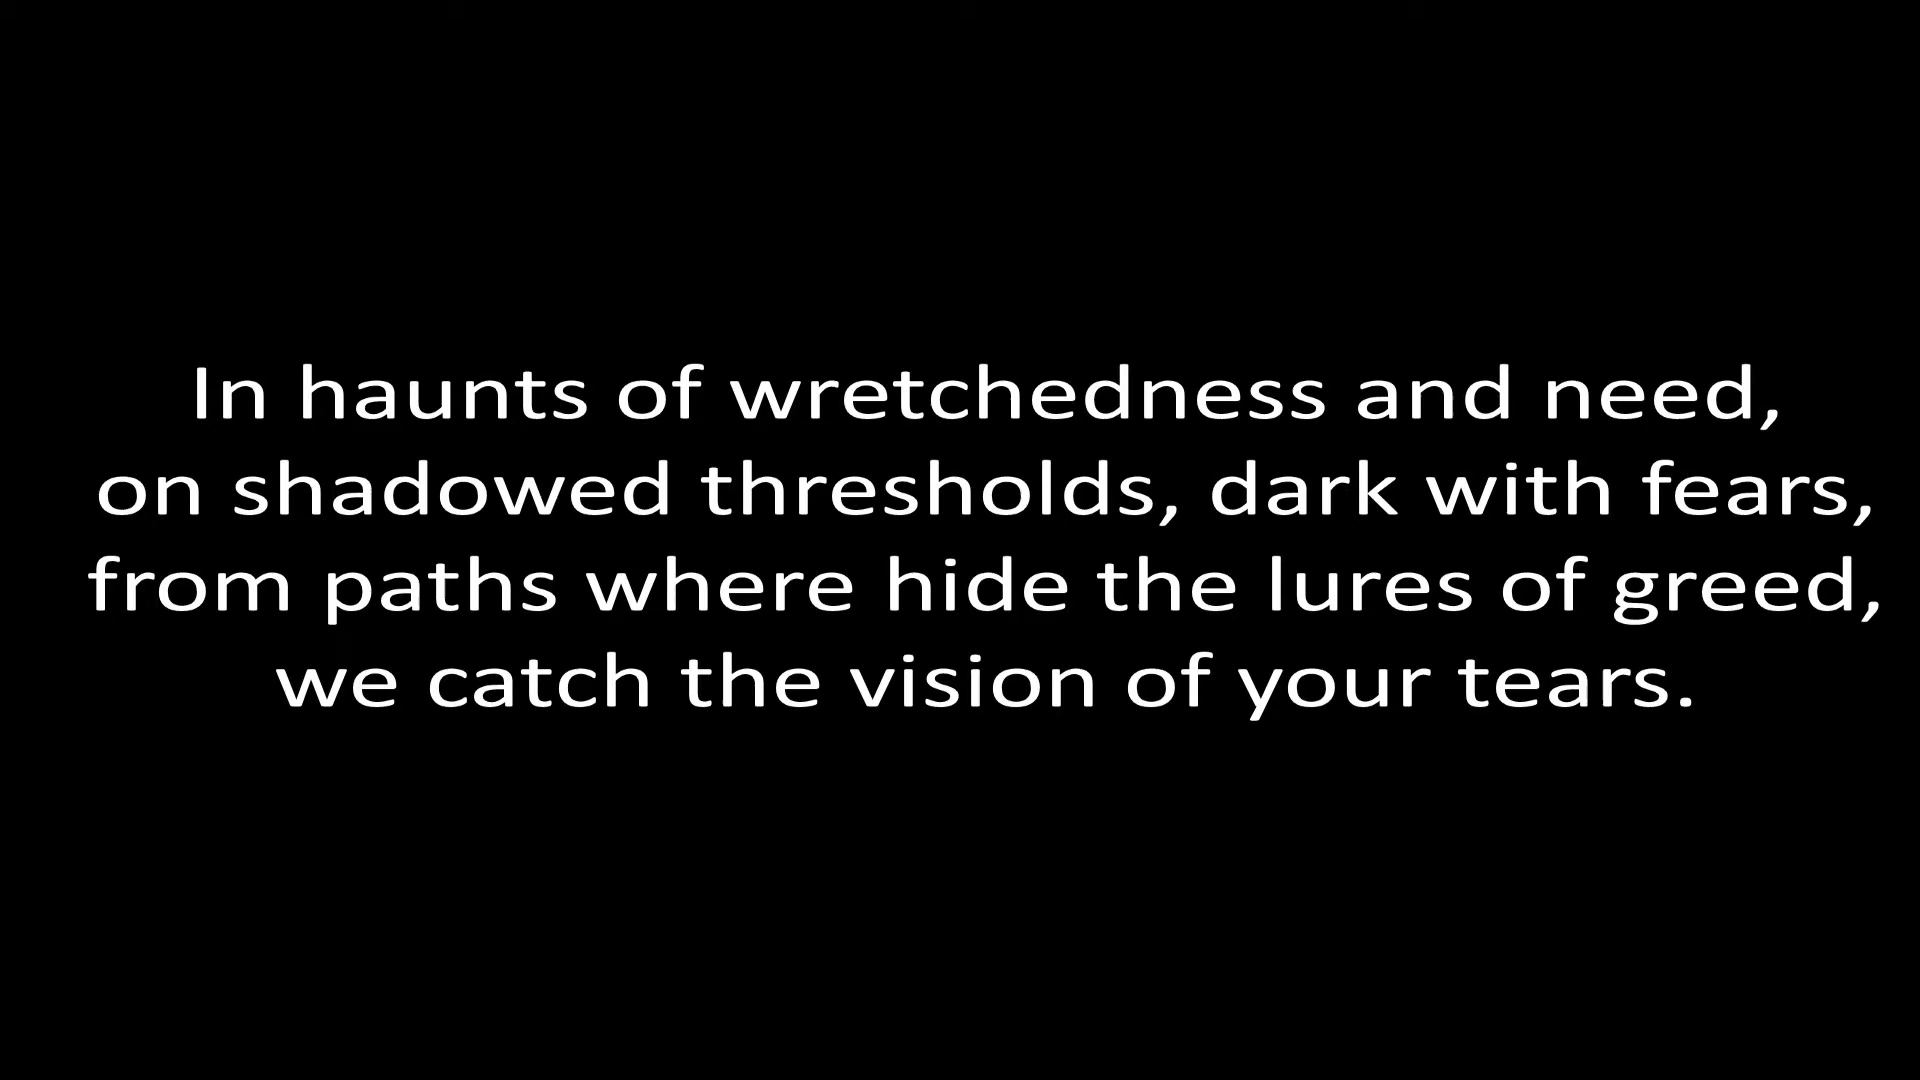 In haunts of wretchedness and need,
on shadowed thresholds, dark with fears,
from paths where hide the lures of greed,
we catch the vision of your tears.